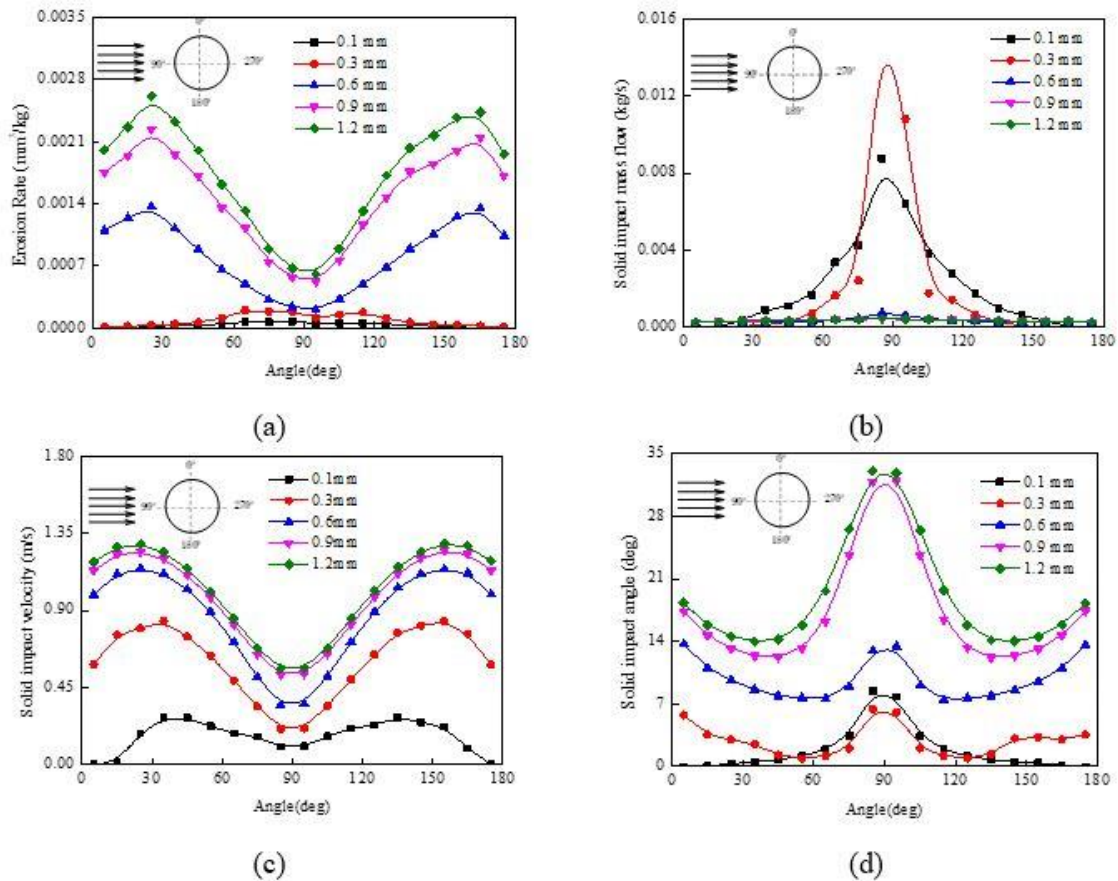 0.0035
0.0028
0.0021
0.0014
0.0007
0.0000
Erosion Rate (mm³/kg)
0°
90°
270°
180°
0.1 mm
0.3 mm
0.6 mm
0.9 mm
1.2 mm
0 30 60 90 120 150 180
Angle(deg)
(a)
0.016
0.012
0.008
0.004
0.000
Solid impact mass flow (kg/s)
0°
90°
270°
180°
0.1 mm
0.3 mm
0.6 mm
0.9 mm
1.2 mm
0 30 60 90 120 150 180
Angle(deg)
(b)
1.80
1.35
0.90
0.45
0.00
Solid impact velocity (m/s)
0°
90°
270°
180°
0.1mm
0.3mm
0.6mm
0.9mm
1.2mm
0 30 60 90 120 150 180
Angle(deg)
(c)
35
28
21
14
7
0
Solid impact angle (deg)
0°
90°
270°
180°
0.1 mm
0.3 mm
0.6 mm
0.9 mm
1.2 mm
0 30 60 90 120 150 180
Angle(deg)
(d)